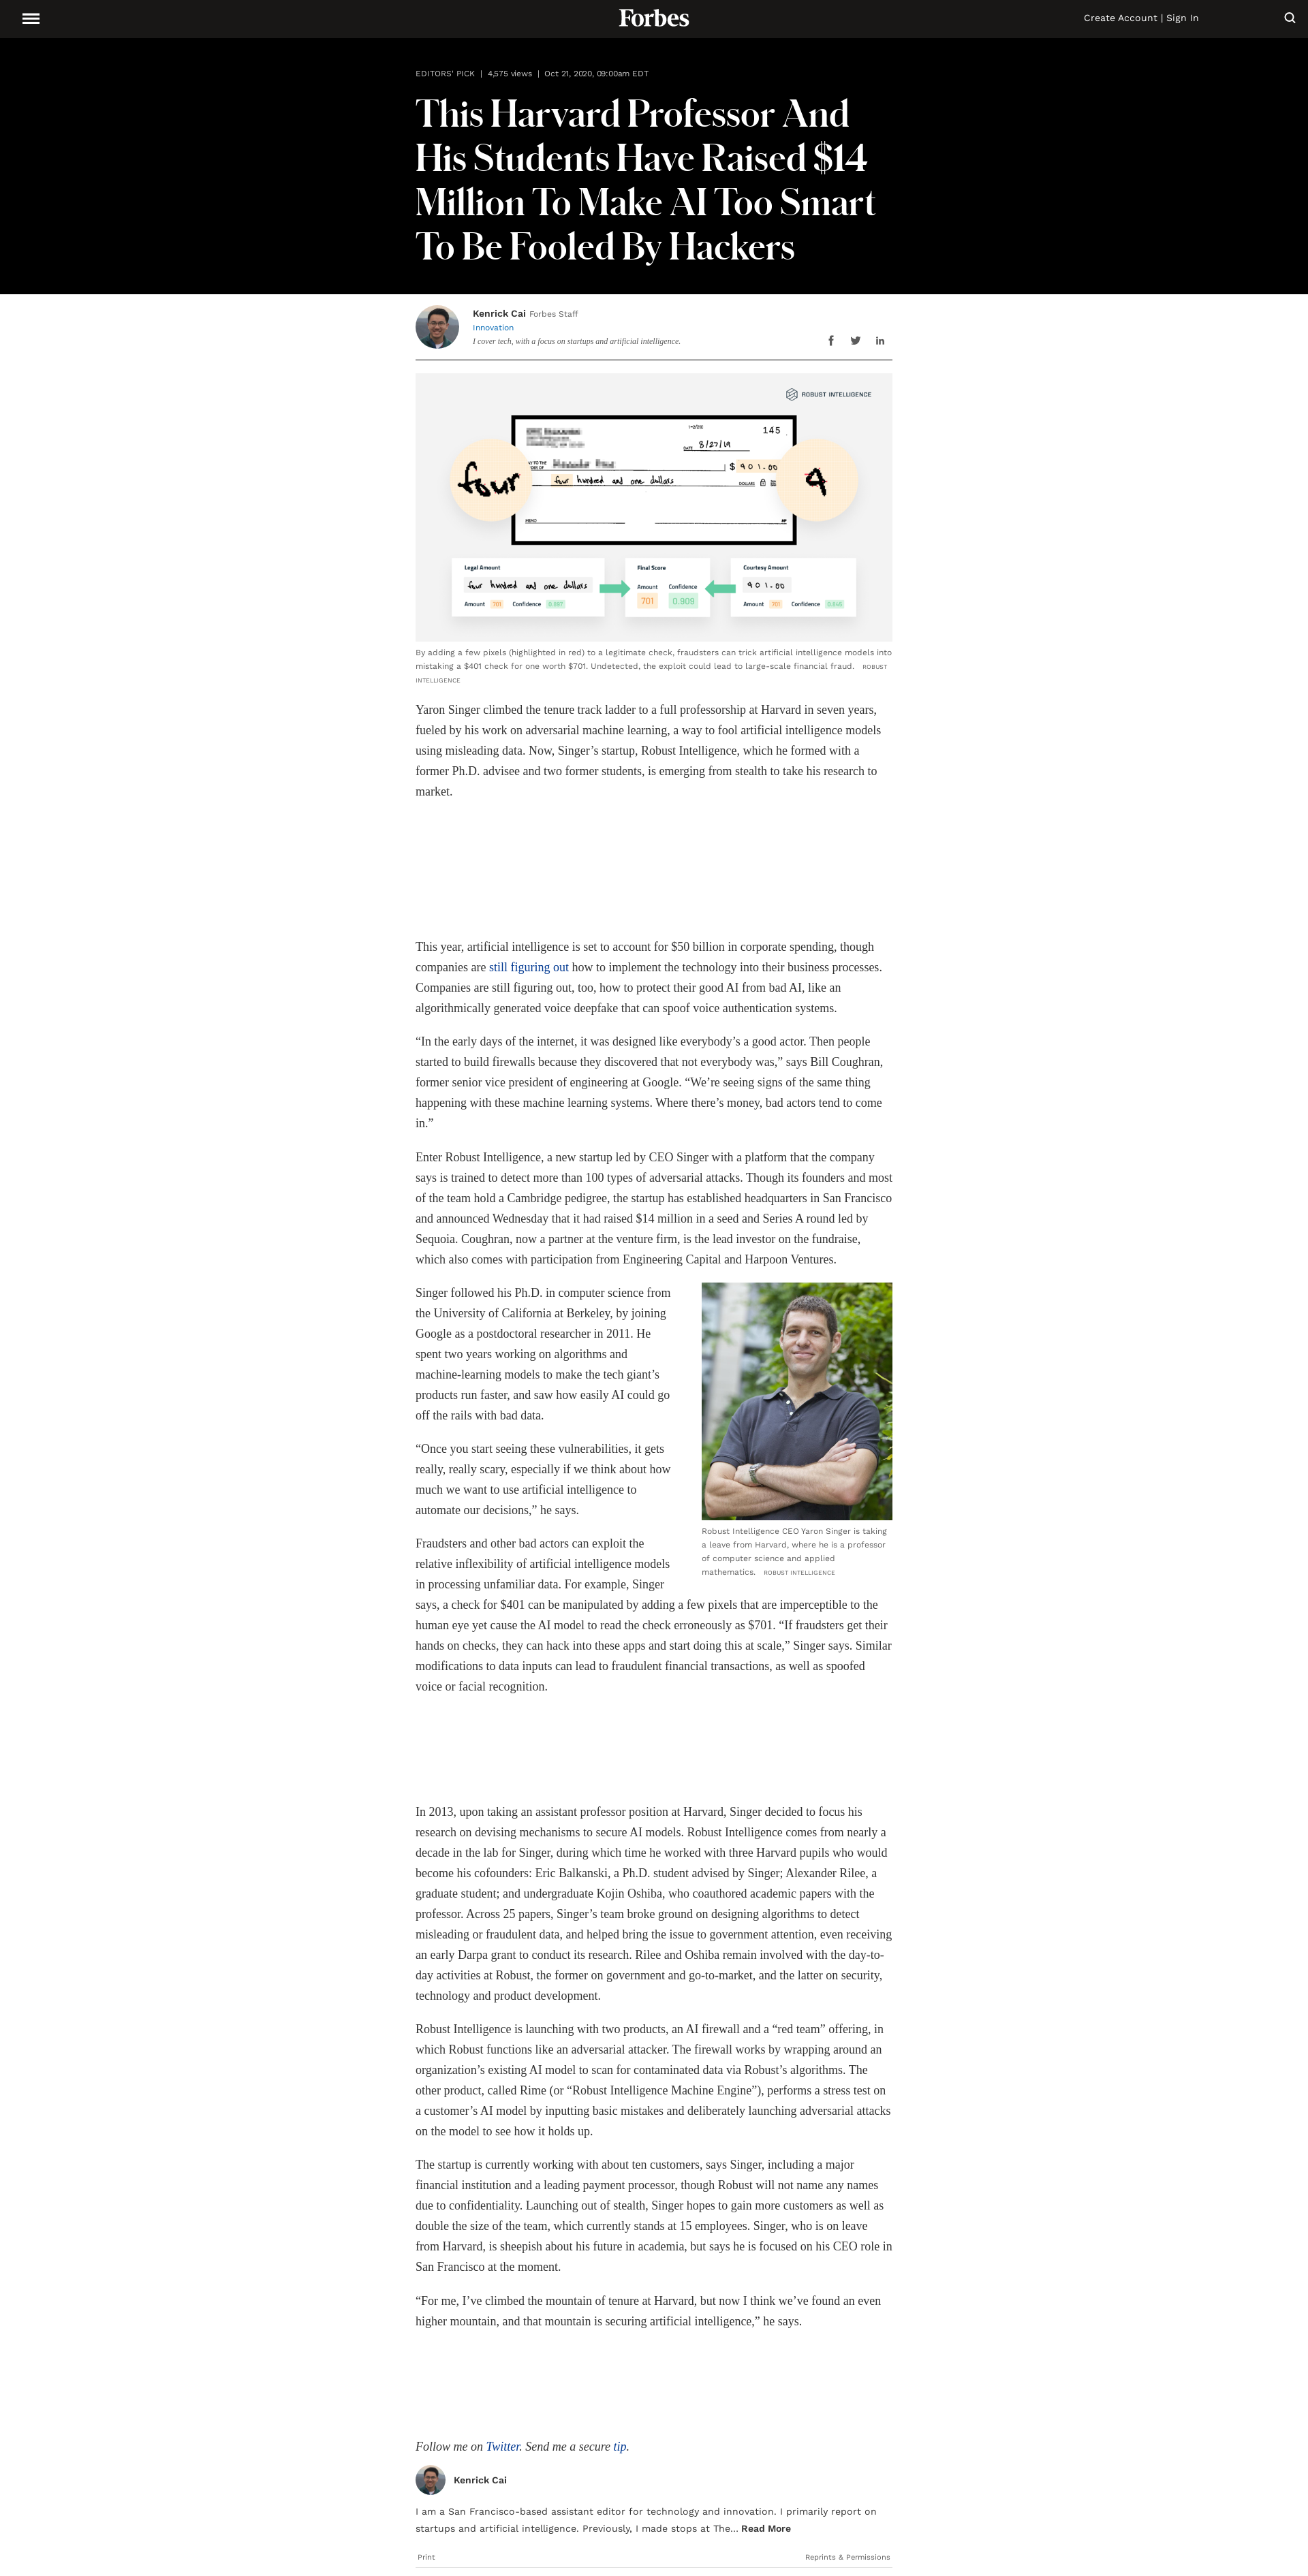 Forbes
Create Account | Sign In
EDITORS' PICK | 4,575 views | Oct 21, 2020, 09:00am EDT
This Harvard Professor And
His Students Have Raised $14
Million To Make AI Too Smart
To Be Fooled By Hackers
Kenrick Cai Forbes Staff
Innovation
I cover tech, with a focus on startups and artificial intelligence.
ROBUST INTELLIGENCE
145
DATE 8/27/19
$ 901.00
four
4
four hundred and one dollars
DOLLARS
MEMO
Legal Amount
four hundred and one dollars
Amount 701 Confidence
Final Score
Amount Confidence
701 0.909
Courtesy Amount
901.00
Amount 701 Confidence
By adding a few pixels (highlighted in red) to a legitimate check, fraudsters can trick artificial intelligence models into
mistaking a $401 check for one worth $701. Undetected, the exploit could lead to large-scale financial fraud. ROBUST
INTELLIGENCE
Yaron Singer climbed the tenure track ladder to a full professorship at Harvard in seven years,
fueled by his work on adversarial machine learning, a way to fool artificial intelligence models
using misleading data. Now, Singer’s startup, Robust Intelligence, which he formed with a
former Ph.D. advisee and two former students, is emerging from stealth to take his research to
market.
This year, artificial intelligence is set to account for $50 billion in corporate spending, though
companies are still figuring out how to implement the technology into their business processes.
Companies are still figuring out, too, how to protect their good AI from bad AI, like an
algorithmically generated voice deepfake that can spoof voice authentication systems.
“In the early days of the internet, it was designed like everybody’s a good actor. Then people
started to build firewalls because they discovered that not everybody was,” says Bill Coughran,
former senior vice president of engineering at Google. “We’re seeing signs of the same thing
happening with these machine learning systems. Where there’s money, bad actors tend to come
in.”
Enter Robust Intelligence, a new startup led by CEO Singer with a platform that the company
says is trained to detect more than 100 types of adversarial attacks. Though its founders and most
of the team hold a Cambridge pedigree, the startup has established headquarters in San Francisco
and announced Wednesday that it had raised $14 million in a seed and Series A round led by
Sequoia. Coughran, now a partner at the venture firm, is the lead investor on the fundraise,
which also comes with participation from Engineering Capital and Harpoon Ventures.
Singer followed his Ph.D. in computer science from
the University of California at Berkeley, by joining
Google as a postdoctoral researcher in 2011. He
spent two years working on algorithms and
machine-learning models to make the tech giant’s
products run faster, and saw how easily AI could go
off the rails with bad data.
“Once you start seeing these vulnerabilities, it gets
really, really scary, especially if we think about how
much we want to use artificial intelligence to
automate our decisions,” he says.
Robust Intelligence CEO Yaron Singer is taking
a leave from Harvard, where he is a professor
of computer science and applied
mathematics. ROBUST INTELLIGENCE
Fraudsters and other bad actors can exploit the
relative inflexibility of artificial intelligence models
in processing unfamiliar data. For example, Singer
says, a check for $401 can be manipulated by adding a few pixels that are imperceptible to the
human eye yet cause the AI model to read the check erroneously as $701. “If fraudsters get their
hands on checks, they can hack into these apps and start doing this at scale,” Singer says. Similar
modifications to data inputs can lead to fraudulent financial transactions, as well as spoofed
voice or facial recognition.
In 2013, upon taking an assistant professor position at Harvard, Singer decided to focus his
research on devising mechanisms to secure AI models. Robust Intelligence comes from nearly a
decade in the lab for Singer, during which time he worked with three Harvard pupils who would
become his cofounders: Eric Balkanski, a Ph.D. student advised by Singer; Alexander Rilee, a
graduate student; and undergraduate Kojin Oshiba, who coauthored academic papers with the
professor. Across 25 papers, Singer’s team broke ground on designing algorithms to detect
misleading or fraudulent data, and helped bring the issue to government attention, even receiving
an early Darpa grant to conduct its research. Rilee and Oshiba remain involved with the day-to-
day activities at Robust, the former on government and go-to-market, and the latter on security,
technology and product development.
Robust Intelligence is launching with two products, an AI firewall and a “red team” offering, in
which Robust functions like an adversarial attacker. The firewall works by wrapping around an
organization’s existing AI model to scan for contaminated data via Robust’s algorithms. The
other product, called Rime (or “Robust Intelligence Machine Engine”), performs a stress test on
a customer’s AI model by inputting basic mistakes and deliberately launching adversarial attacks
on the model to see how it holds up.
The startup is currently working with about ten customers, says Singer, including a major
financial institution and a leading payment processor, though Robust will not name any names
due to confidentiality. Launching out of stealth, Singer hopes to gain more customers as well as
double the size of the team, which currently stands at 15 employees. Singer, who is on leave
from Harvard, is sheepish about his future in academia, but says he is focused on his CEO role in
San Francisco at the moment.
“For me, I’ve climbed the mountain of tenure at Harvard, but now I think we’ve found an even
higher mountain, and that mountain is securing artificial intelligence,” he says.
Follow me on Twitter. Send me a secure tip.
Kenrick Cai
I am a San Francisco-based assistant editor for technology and innovation. I primarily report on
startups and artificial intelligence. Previously, I made stops at The... Read More
Print
Reprints & Permissions